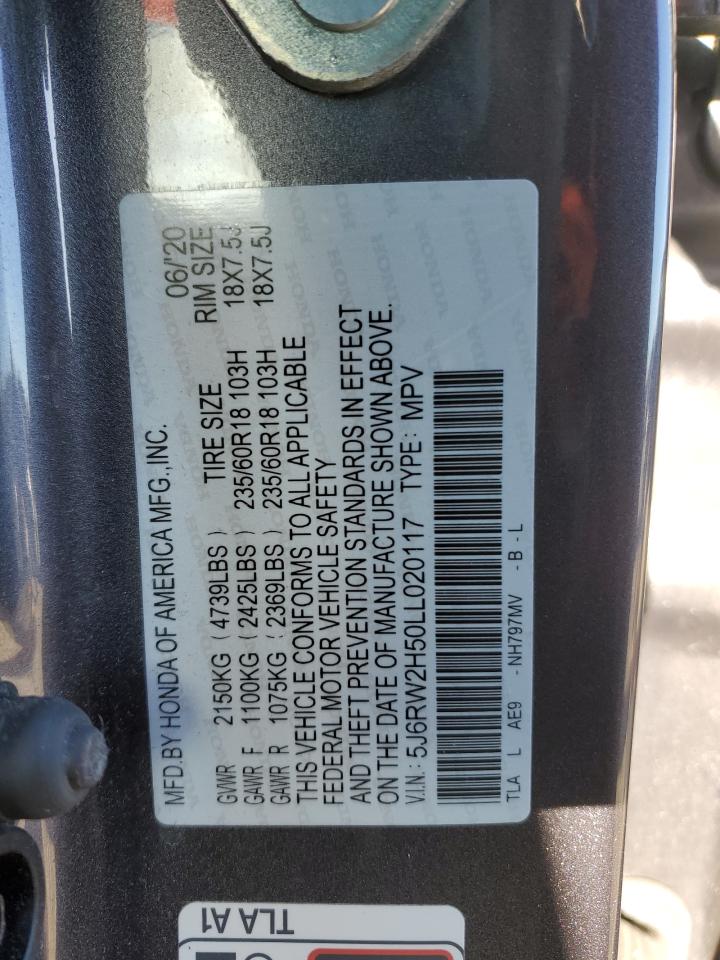 MFD.BY HONDA OF AMERICA MFG.,INC. 06/'20
GVWR 2150KG ( 4739LBS ) TIRE SIZE RIM SIZE
GAWR F 1100KG ( 2425LBS ) 235/60R18 103H 18X7.5J
GAWR R 1075KG ( 2369LBS ) 235/60R18 103H 18X7.5J
THIS VEHICLE CONFORMS TO ALL APPLICABLE
FEDERAL MOTOR VEHICLE SAFETY
AND THEFT PREVENTION STANDARDS IN EFFECT
ON THE DATE OF MANUFACTURE SHOWN ABOVE.
V.I.N.: 5J6RW2H50LL020117 TYPE: MPV
TLA L AE9 - NH797MV - B - L
TLA A1